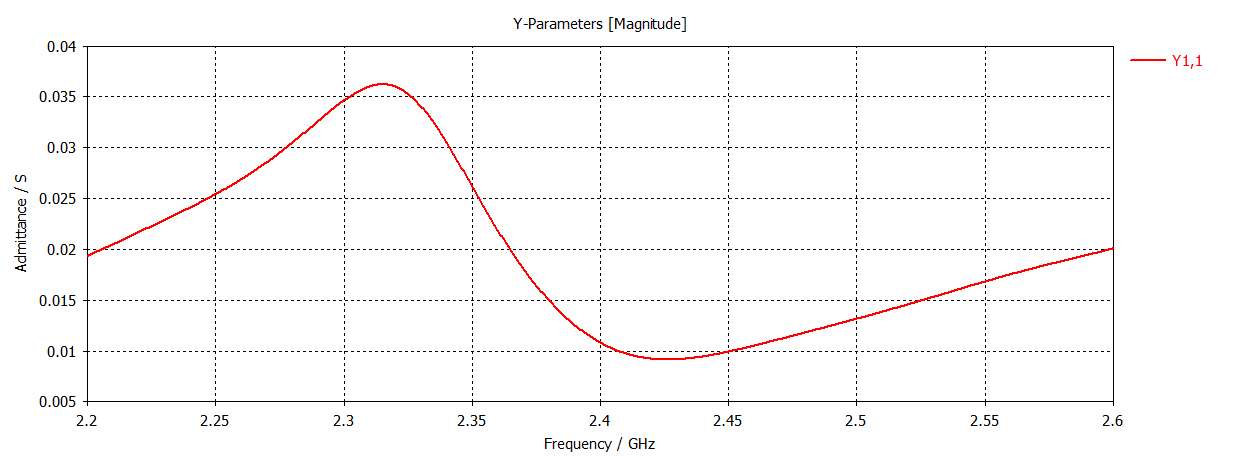 Y-Parameters [Magnitude]
0.04
0.035
0.03
0.025
0.02
0.015
0.01
0.005
Admittance / S
2.2 2.25 2.3 2.35 2.4 2.45 2.5 2.55 2.6
Frequency / GHz
Y1,1